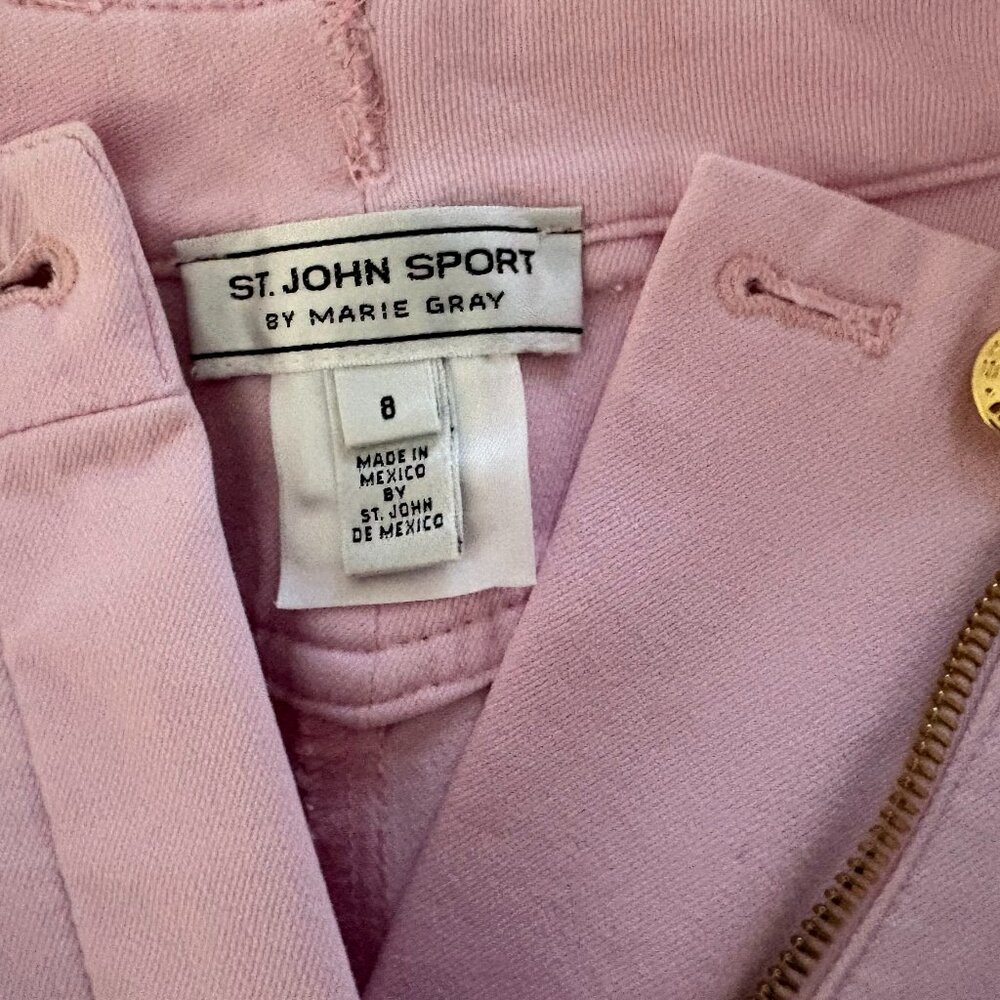 ST. JOHN SPORT
BY MARIE GRAY
8
MADE IN
MEXICO
BY
ST. JOHN
DE MEXICO